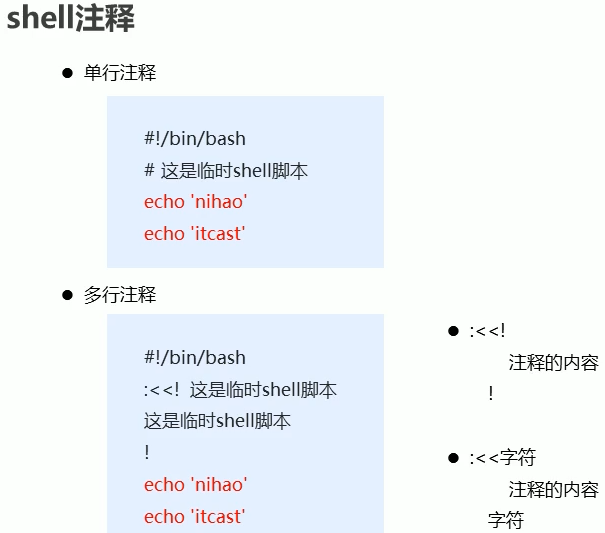 shell注释
● 单行注释
#!/bin/bash
# 这是临时shell脚本
echo 'nihao'
echo 'itcast'
● 多行注释
#!/bin/bash
:<<! 这是临时shell脚本
这是临时shell脚本
!
echo 'nihao'
echo 'itcast'
● :<<!
注释的内容
!
● :<<字符
注释的内容
字符